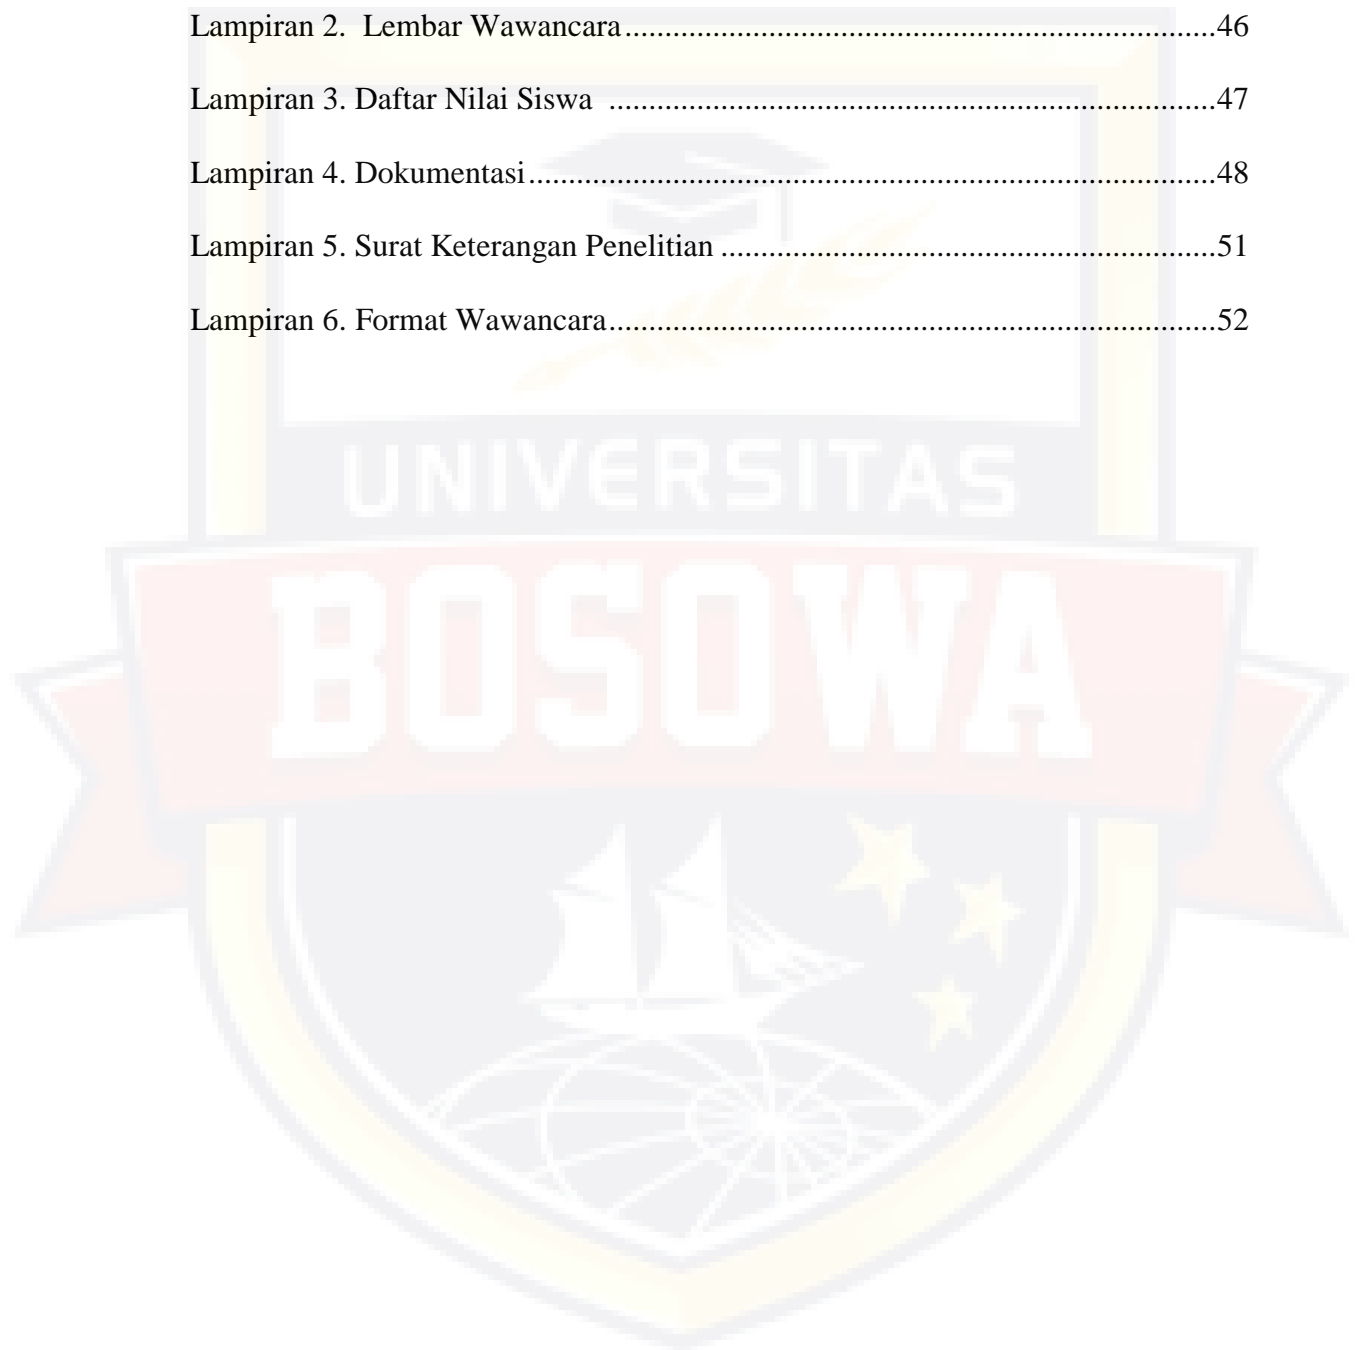 Lampiran 2.  Lembar Wawancara..........................................................................46
Lampiran 3. Daftar Nilai Siswa  ............................................................................47
Lampiran 4. Dokumentasi......................................................................................48
Lampiran 5. Surat Keterangan Penelitian ..............................................................51
Lampiran 6. Format Wawancara............................................................................52
UNIVERSITAS
BOSOWA